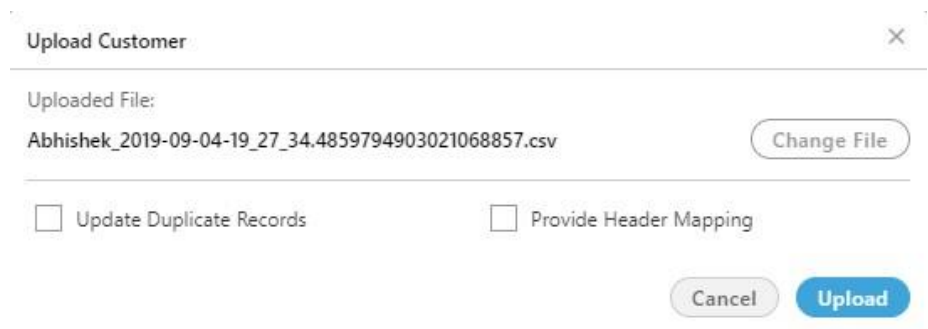 Upload Customer
Uploaded File:
Abhishek_2019-09-04-19_27_34.4859794903021068857.csv
Change File
Update Duplicate Records
Provide Header Mapping
Cancel
Upload